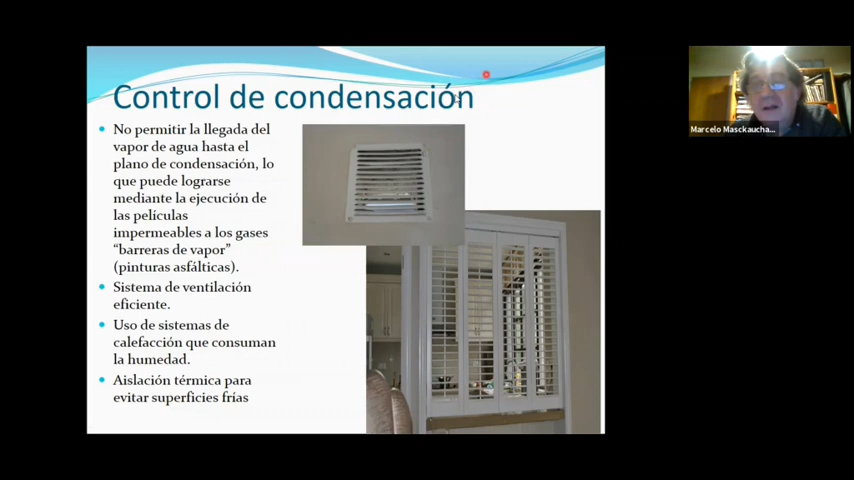 Control de condensación
No permitir la llegada del
vapor de agua hasta el
plano de condensación, lo
que puede lograrse
mediante la ejecución de
las películas
impermeables a los gases
“barreras de vapor”
(pinturas asfálticas).
Sistema de ventilación
eficiente.
Uso de sistemas de
calefacción que consuman
la humedad.
Aislación térmica para
evitar superficies frías
Marcelo Masckaucha...